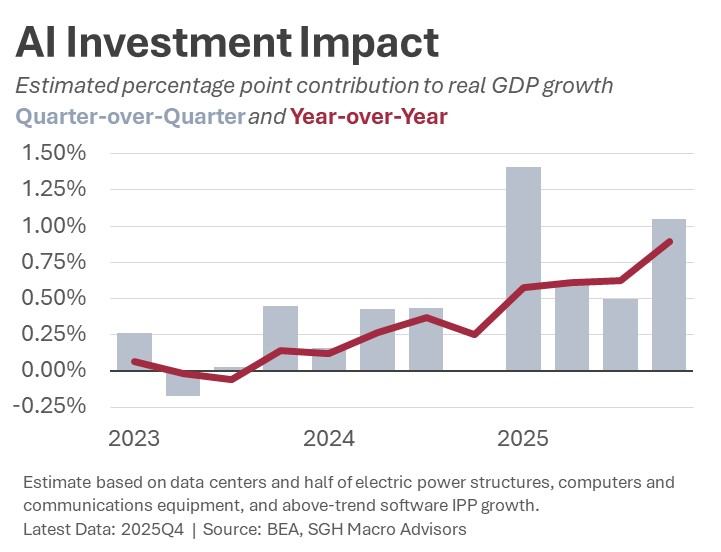 AI Investment Impact
Estimated percentage point contribution to real GDP growth
Quarter-over-Quarter and Year-over-Year
1.50%
1.25%
1.00%
0.75%
0.50%
0.25%
0.00%
-0.25%
2023 2024 2025
Estimate based on data centers and half of electric power structures, computers and
communications equipment, and above-trend software IPP growth.
Latest Data: 2025Q4 | Source: BEA, SGH Macro Advisors